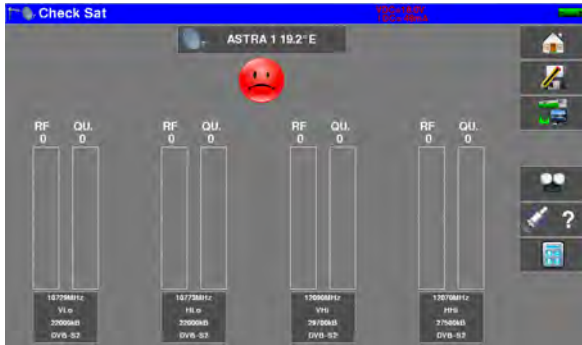 Check Sat
ASTRA 1 19.2° E
RF QU. RF QU. RF QU. RF QU.
0 0 0 0 0 0 0 0
10729MHz 10773MHz 12070MHz
VLo HLo VHi HHi
22000kB 22000kB 29700kB 27500kB
DVB-S2 DVB-S2 DVB-S2 DVB-S2
?